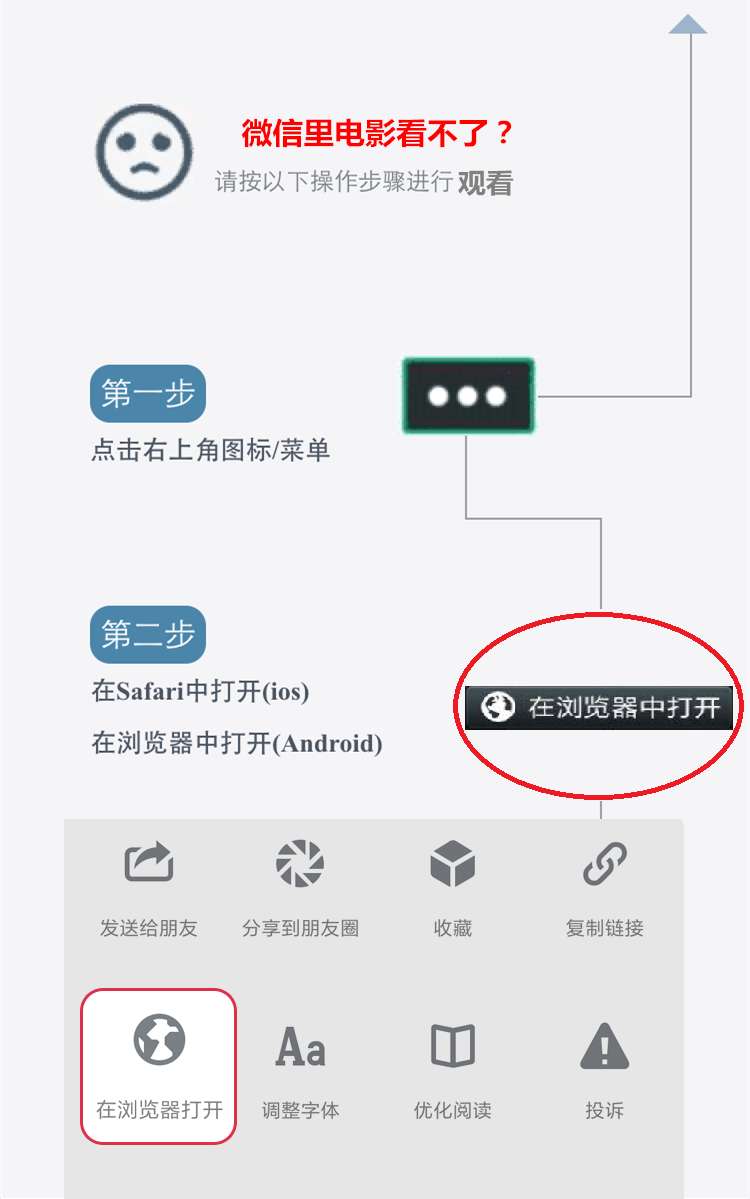 微信里电影看不了？
请按以下操作步骤进行 观看
第一步
点击右上角图标/菜单
第二步
在Safari中打开(ios)
在浏览器中打开(Android)
在浏览器中打开
发送给朋友
分享到朋友圈
收藏
复制链接
在浏览器打开
Aa
调整字体
优化阅读
投诉